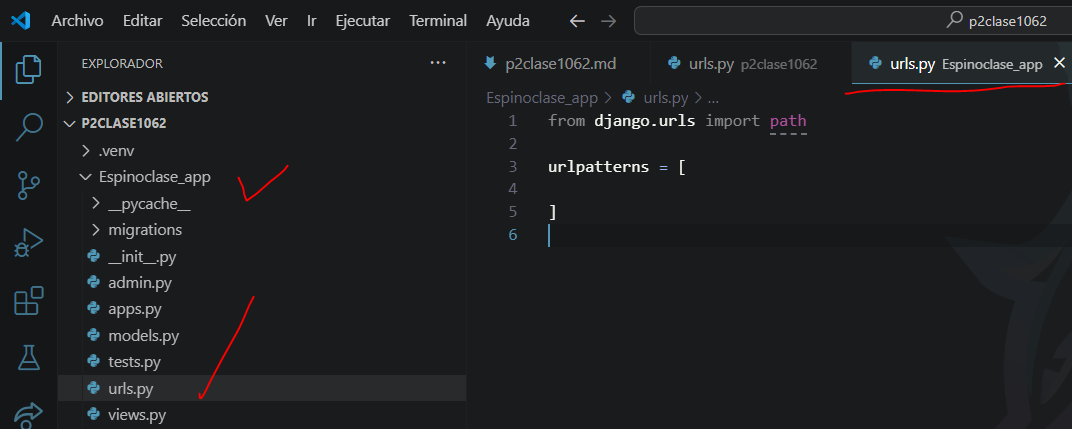 Archivo Editar Selección Ver Ir Ejecutar Terminal Ayuda p2clase1062
EXPLORADOR
EDITORES ABIERTOS
P2CLASE1062
.venv
Espinoclase_app
__pycache__
migrations
__init__.py
admin.py
apps.py
models.py
tests.py
urls.py
views.py
p2clase1062.md urls.py p2clase1062 urls.py Espinoclase_app
Espinoclase_app > urls.py > ...
1 from django.urls import path
2
3 urlpatterns = [
4
5 ]
6